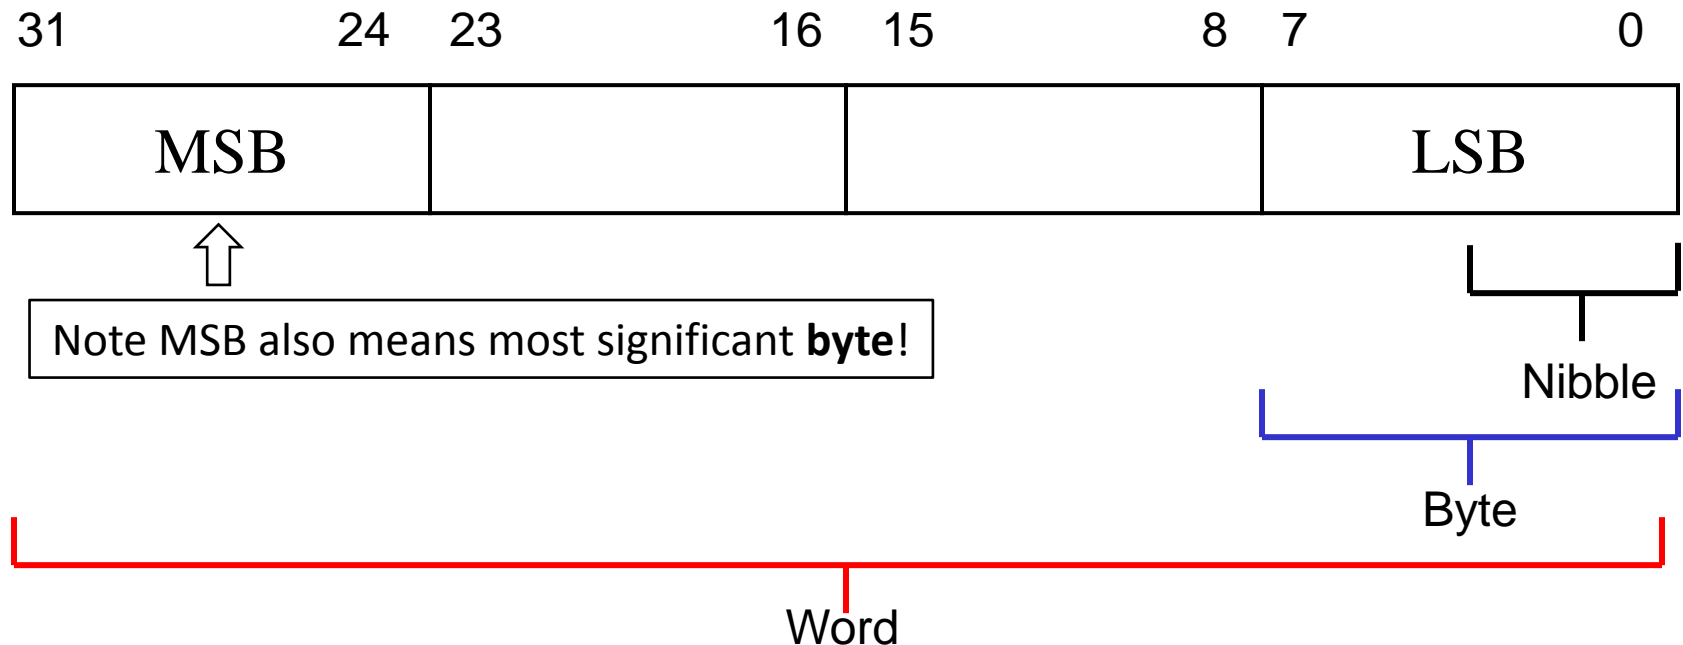 31 24 23 16 15 8 7 0
MSB LSB
Note MSB also means most significant byte!
Nibble
Byte
Word